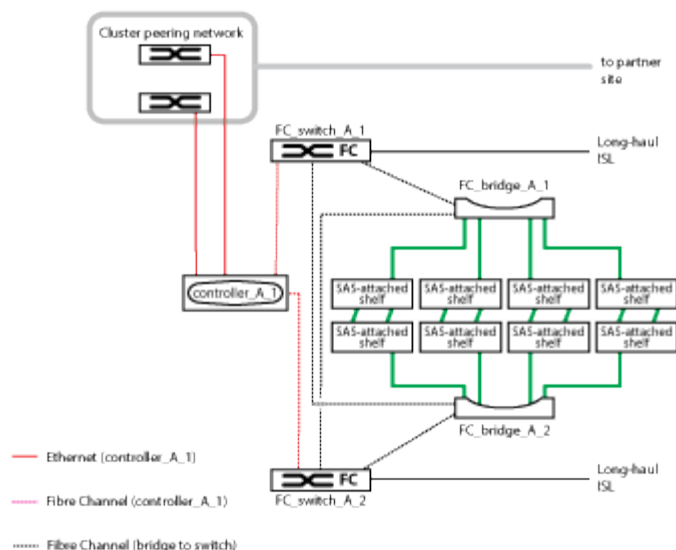 Cluster peering network
to partner
site
FC_switch_A_1
FC
Long-haul
ISL
FC_bridge_A_1
controller_A_1
SAS-attached
shelf
SAS-attached
shelf
SAS-attached
shelf
SAS-attached
shelf
SAS-attached
shelf
SAS-attached
shelf
SAS-attached
shelf
SAS-attached
shelf
FC_bridge_A_2
Ethernet (controller_A_1)
FC
Long-haul
ISL
FC_switch_A_2
Fibre Channel (controller_A_1)
Fibre Channel (bridge to switch)